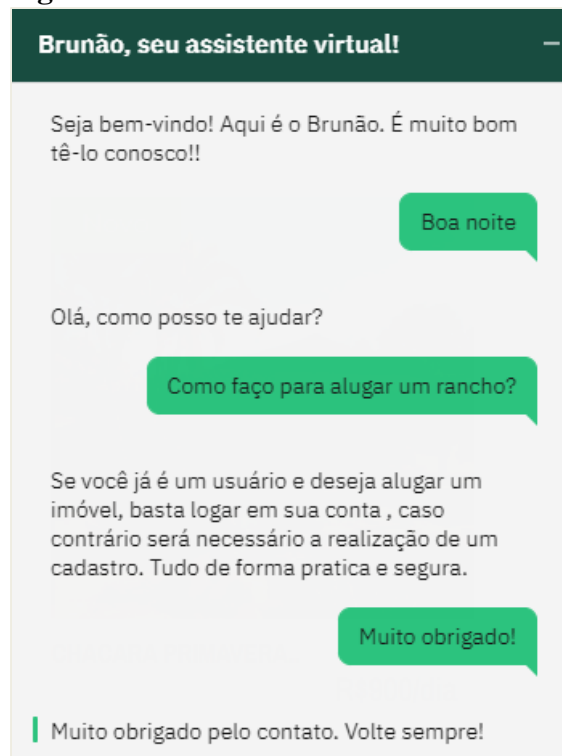 Brunão, seu assistente virtual!
Seja bem-vindo! Aqui é o Brunão. É muito bom
tê-lo conosco!!
Boa noite
Olá, como posso te ajudar?
Como faço para alugar um rancho?
Se você já é um usuário e deseja alugar um
imóvel, basta logar em sua conta , caso
contrário será necessário a realização de um
cadastro. Tudo de forma pratica e segura.
Muito obrigado!
Muito obrigado pelo contato. Volte sempre!